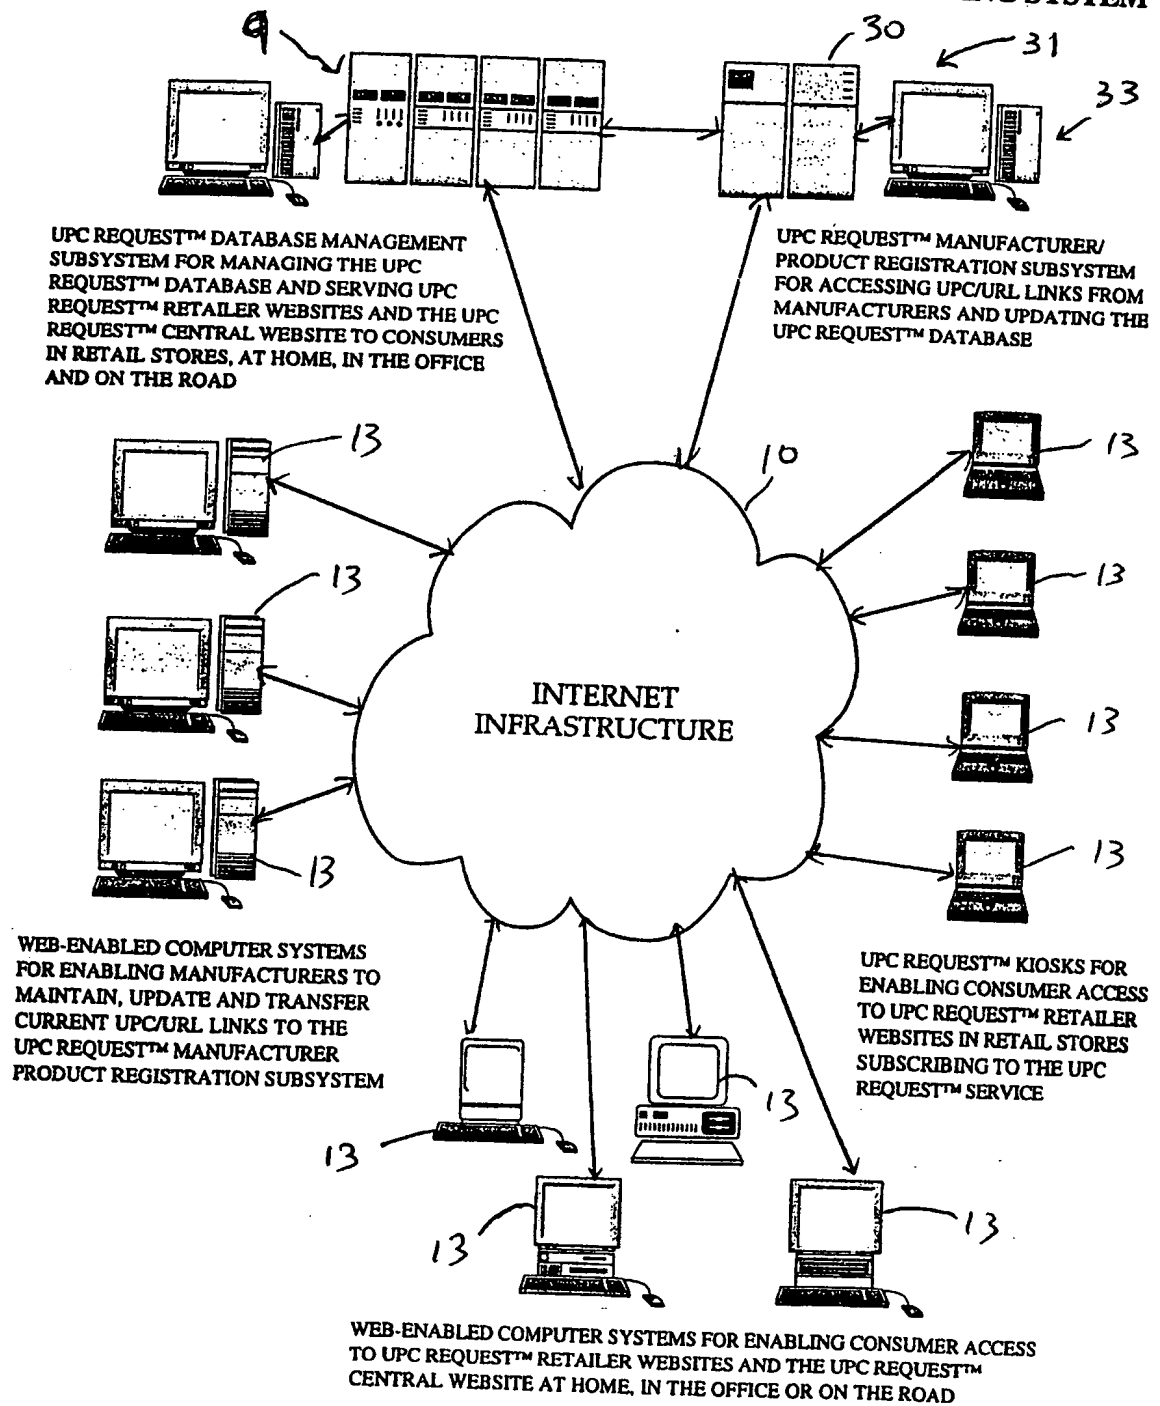 SYSTEM
9
30
31
33
UPC REQUEST™ DATABASE MANAGEMENT
SUBSYSTEM FOR MANAGING THE UPC
REQUEST™ DATABASE AND SERVING UPC
REQUEST™ RETAILER WEBSITES AND THE UPC
REQUEST™ CENTRAL WEBSITE TO CONSUMERS
IN RETAIL STORES, AT HOME, IN THE OFFICE
AND ON THE ROAD
UPC REQUEST™ MANUFACTURER/
PRODUCT REGISTRATION SUBSYSTEM
FOR ACCESSING UPC/URL LINKS FROM
MANUFACTURERS AND UPDATING THE
UPC REQUEST™ DATABASE
13
10
13
13
13
13
13
INTERNET
INFRASTRUCTURE
13
13
WEB-ENABLED COMPUTER SYSTEMS
FOR ENABLING MANUFACTURERS TO
MAINTAIN, UPDATE AND TRANSFER
CURRENT UPC/URL LINKS TO THE
UPC REQUEST™ MANUFACTURER
PRODUCT REGISTRATION SUBSYSTEM
UPC REQUEST™ KIOSKS FOR
ENABLING CONSUMER ACCESS
TO UPC REQUEST™ RETAILER
WEBSITES IN RETAIL STORES
SUBSCRIBING TO THE UPC
REQUEST™ SERVICE
13
13
13
13
WEB-ENABLED COMPUTER SYSTEMS FOR ENABLING CONSUMER ACCESS
TO UPC REQUEST™ RETAILER WEBSITES AND THE UPC REQUEST™
CENTRAL WEBSITE AT HOME, IN THE OFFICE OR ON THE ROAD